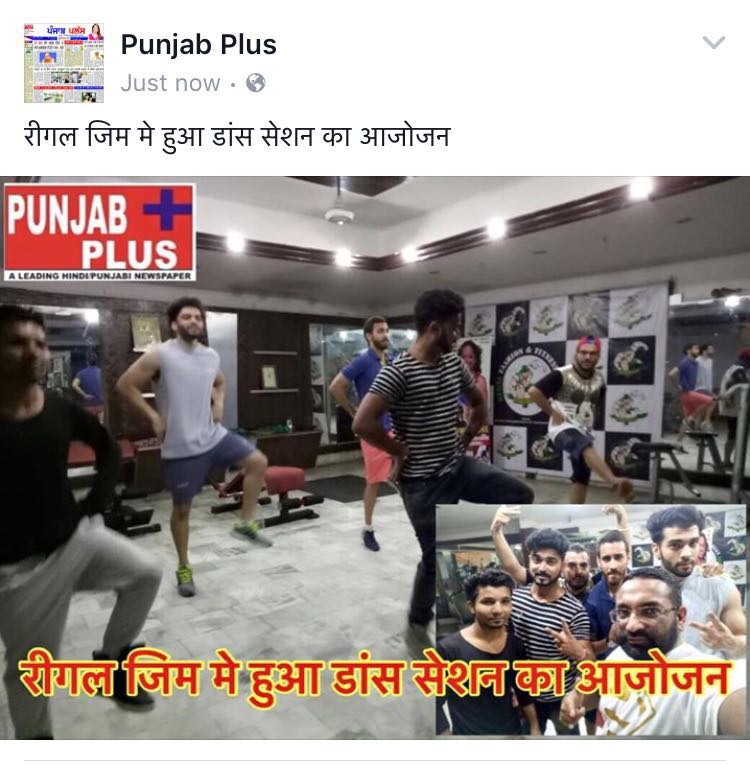 Punjab Plus
Just now
रीगल जिम मे हुआ डांस सेशन का आजोजन
PUNJAB
PLUS
A LEADING HINDI/PUNJABI NEWSPAPER
रीगल जिम मे हुआ डांस सेशन का आजोजन